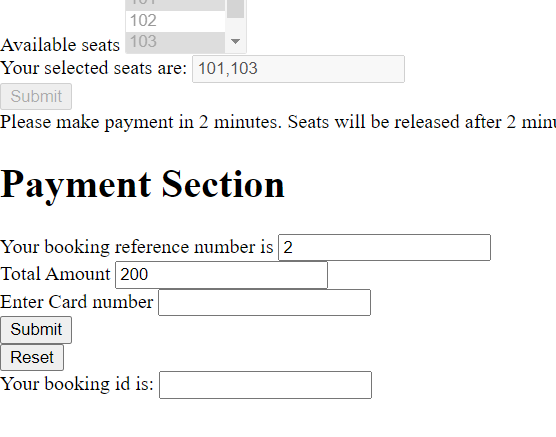 101
102
Available seats 103
Your selected seats are: 101,103
Submit
Please make payment in 2 minutes. Seats will be released after 2
Payment Section
Your booking reference number is 2
Total Amount 200
Enter Card number
Submit
Reset
Your booking id is: